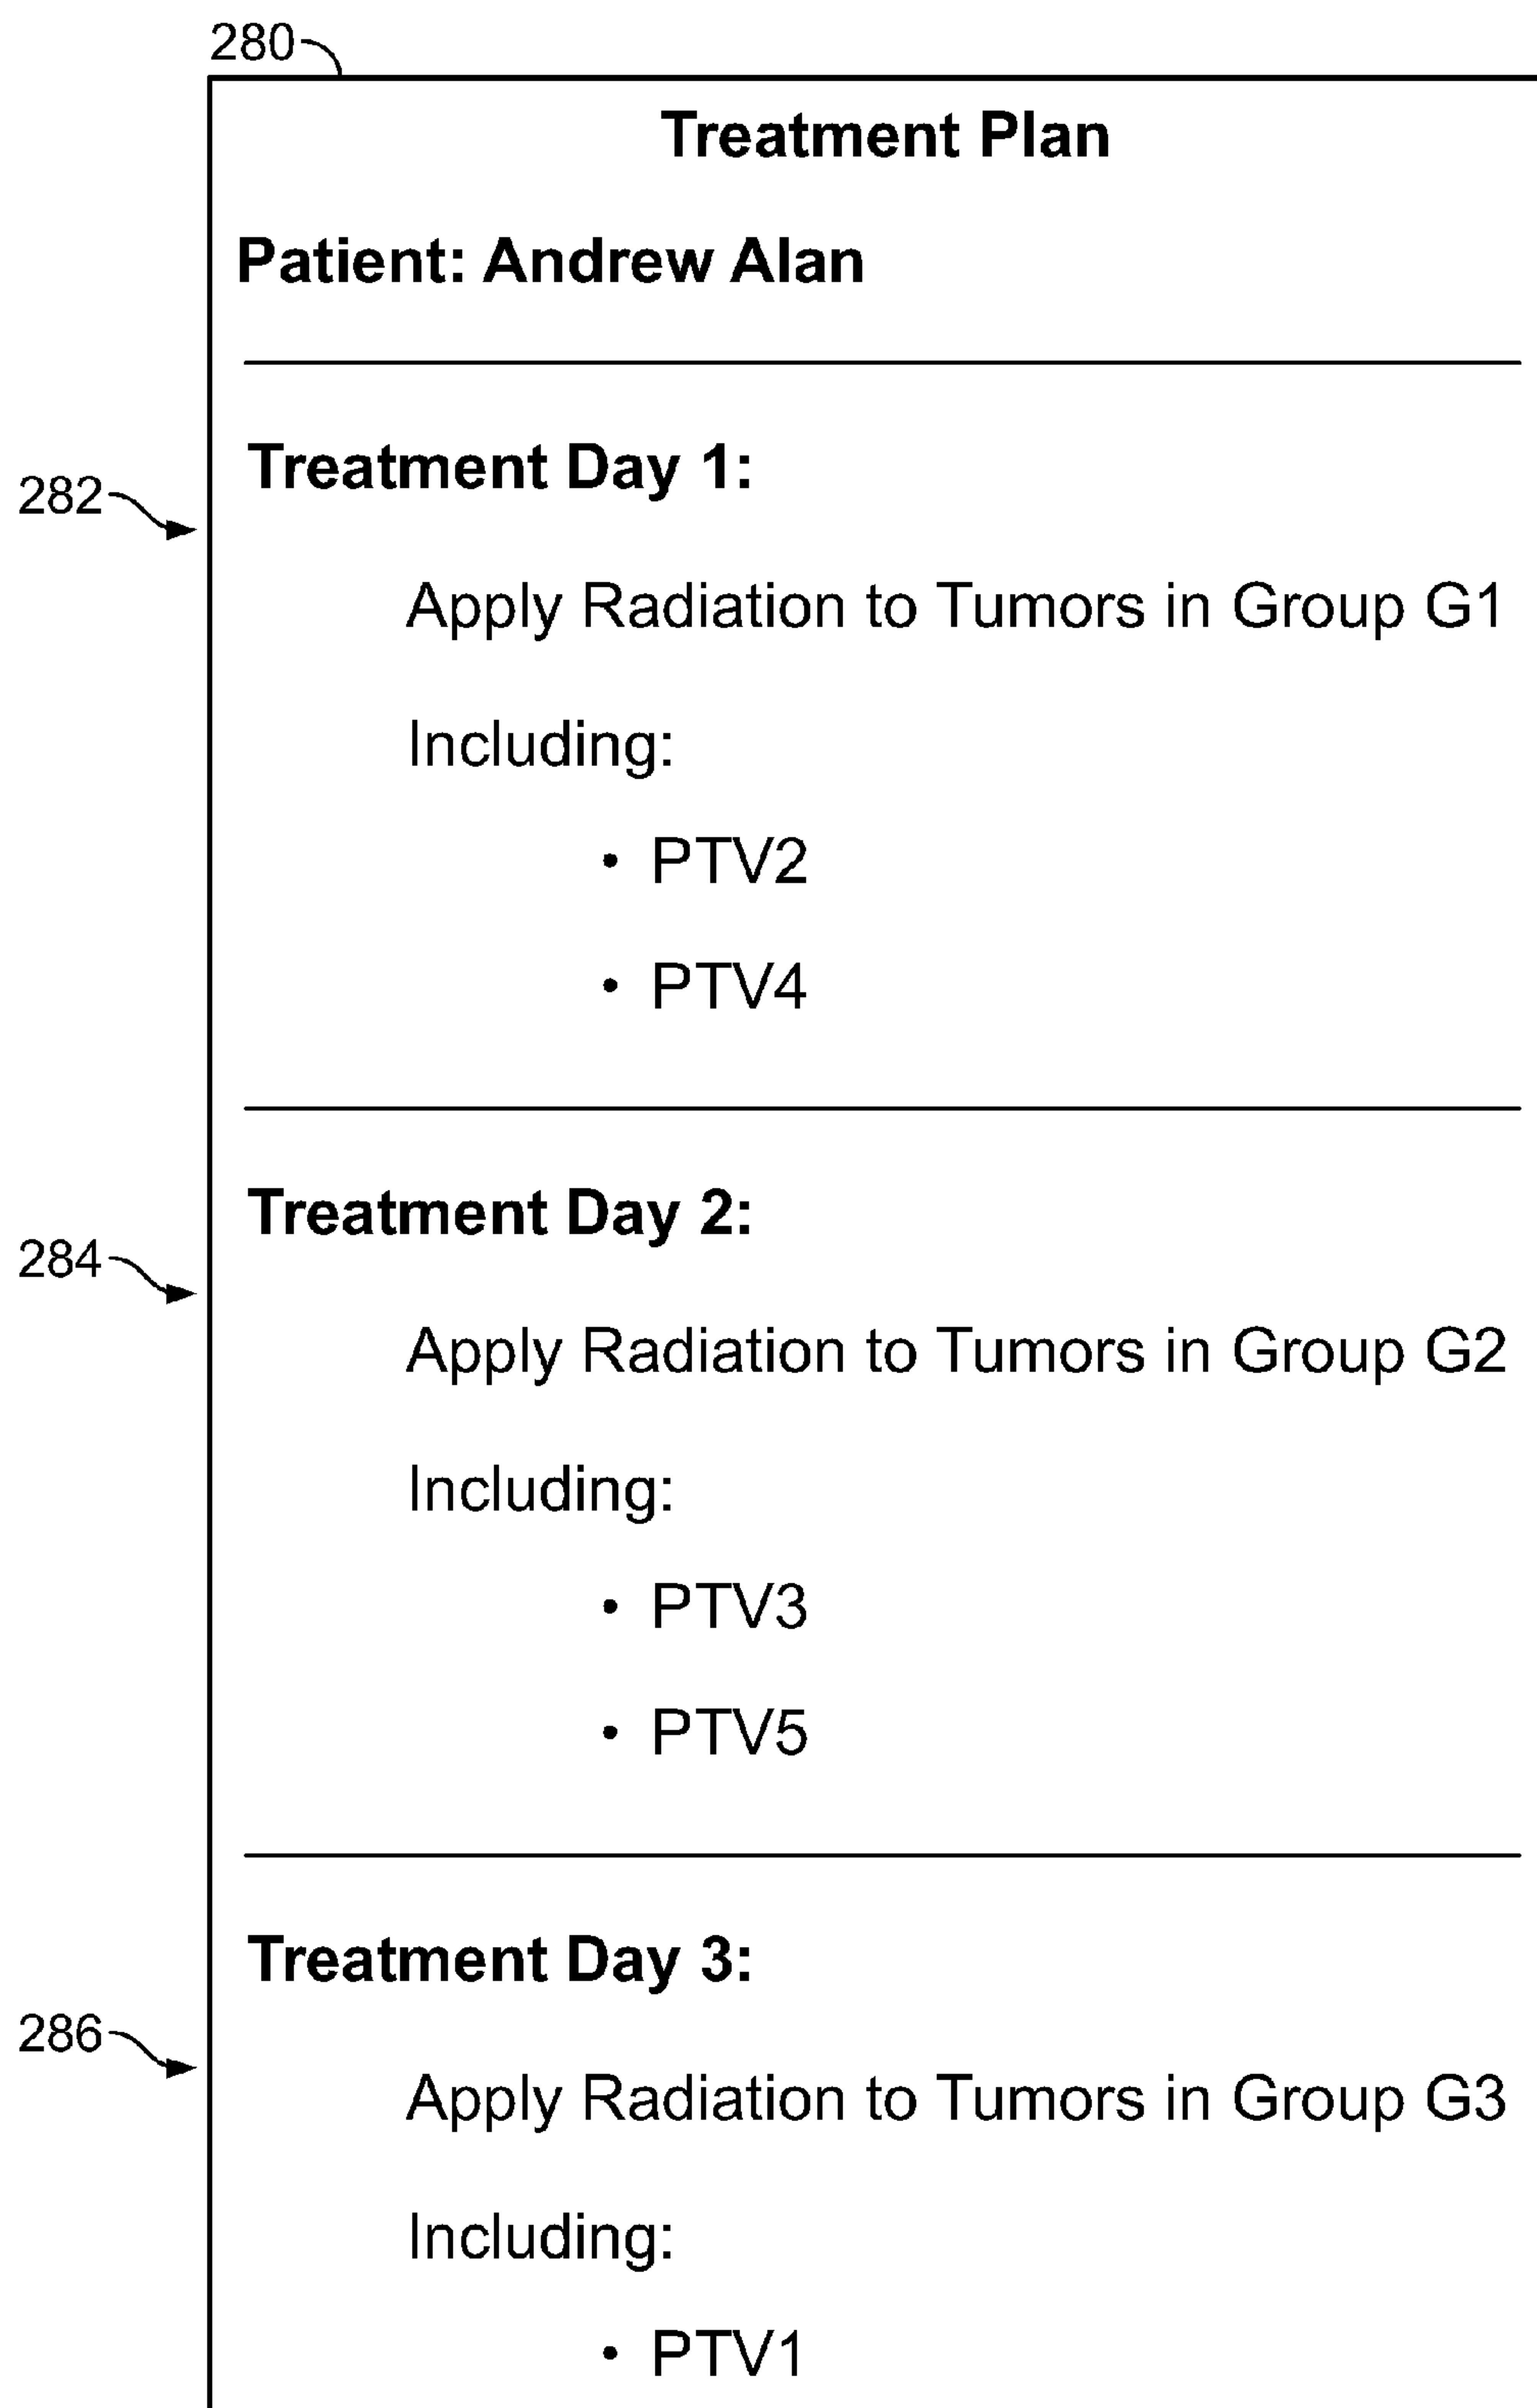 280
Treatment Plan
Patient: Andrew Alan
Treatment Day 1:
282
Apply Radiation to Tumors in Group G1
Including:
• PTV2
• PTV4
Treatment Day 2:
284
Apply Radiation to Tumors in Group G2
Including:
• PTV3
• PTV5
Treatment Day 3:
286
Apply Radiation to Tumors in Group G3
Including:
• PTV1